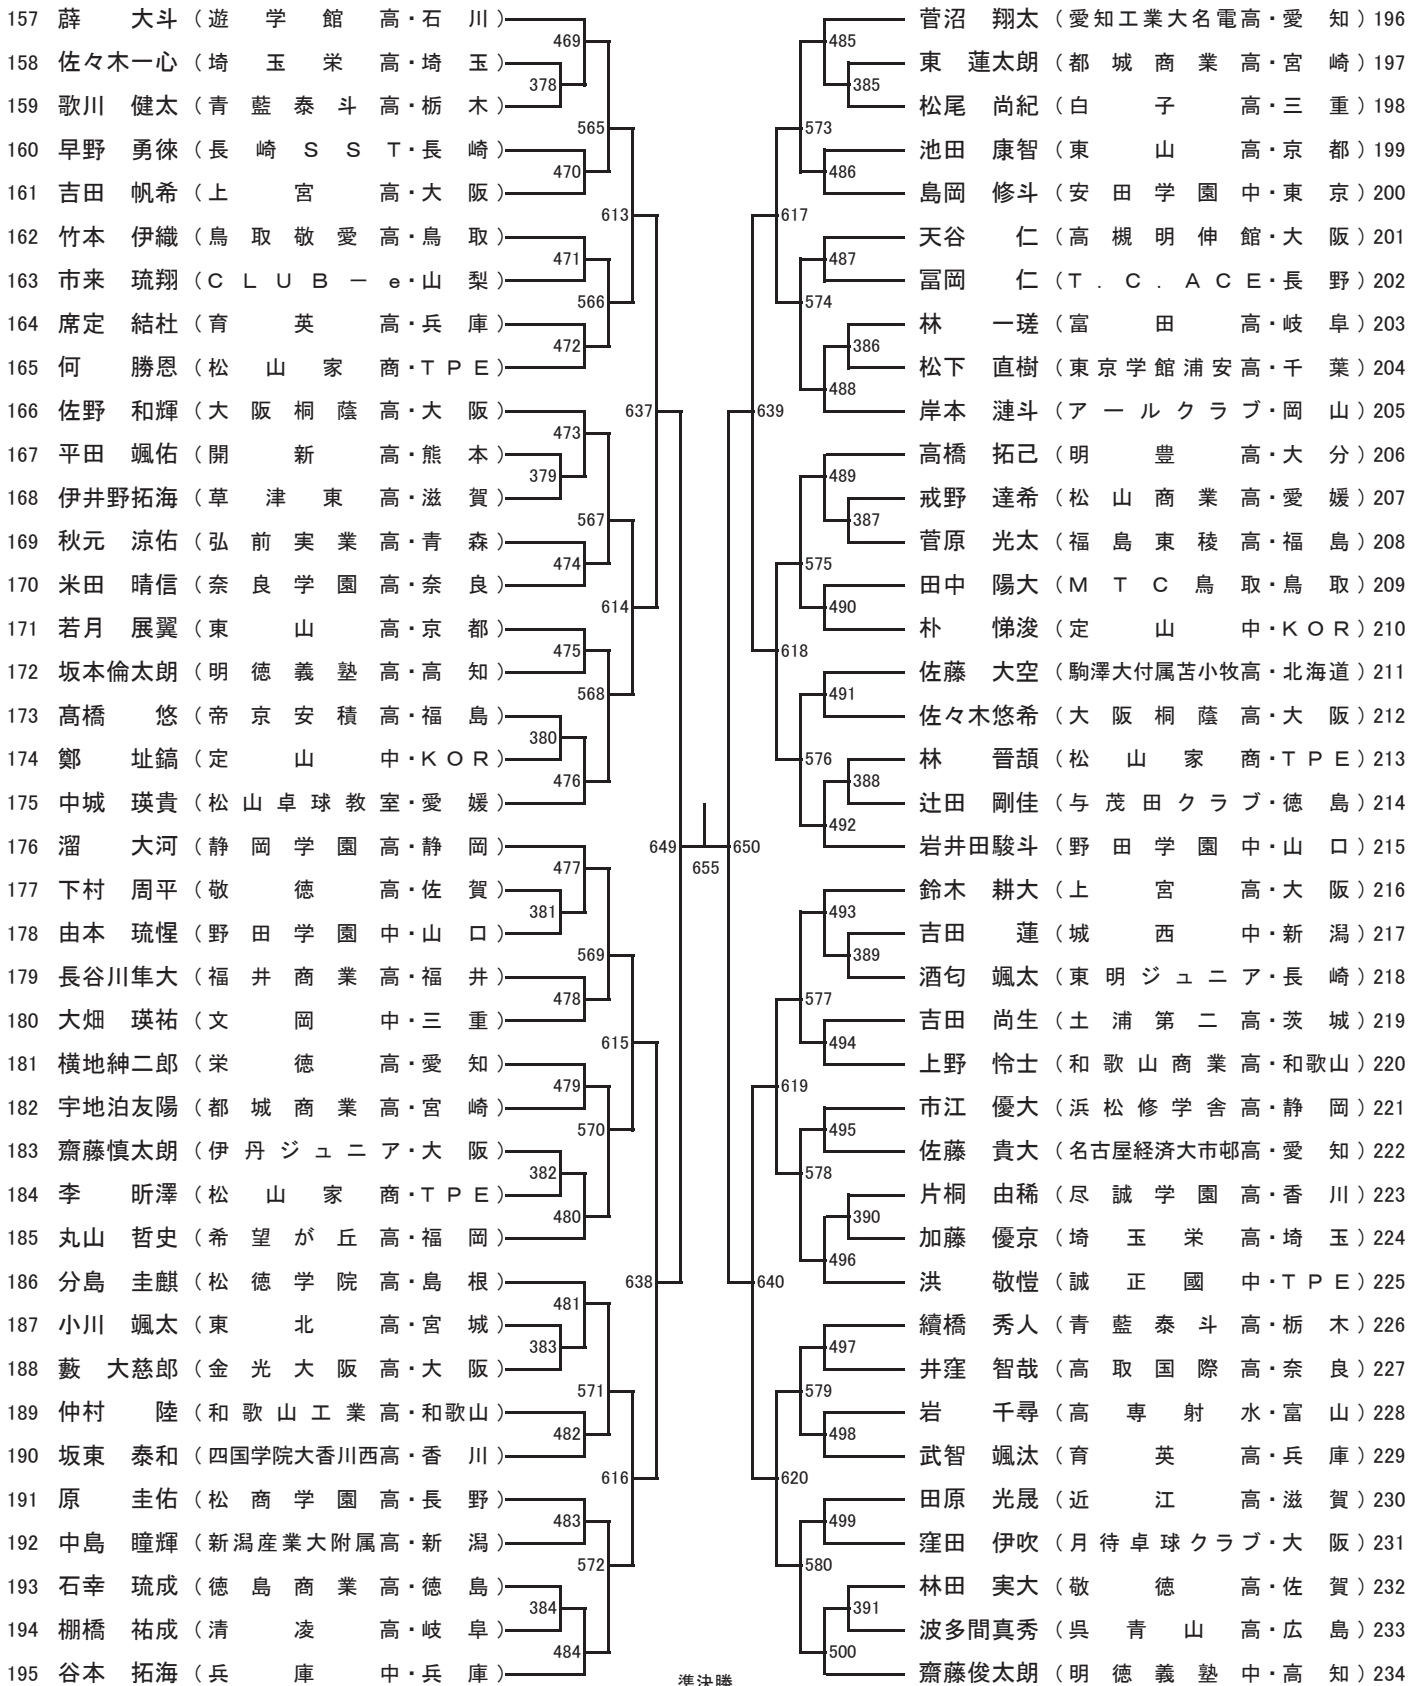 157 薛 大斗 （遊学館高・石川）
158 佐々木一心 （埼玉栄高・埼玉）
159 歌川 健太 （青藍泰斗高・栃木）
160 早野 勇徠 （長崎ＳＳＴ・長崎）
161 吉田 帆希 （上宮高・大阪）
162 竹本 伊織 （鳥取敬愛高・鳥取）
163 市来 琉翔 （ＣＬＵＢ－ｅ・山梨）
164 席定 結杜 （育英高・兵庫）
165 何 勝恩 （松山家商・ＴＰＥ）
166 佐野 和輝 （大阪桐蔭高・大阪）
167 平田 颯佑 （開新高・熊本）
168 伊井野拓海 （草津東高・滋賀）
169 秋元 涼佑 （弘前実業高・青森）
170 米田 晴信 （奈良学園高・奈良）
171 若月 展翼 （東山高・京都）
172 坂本倫太朗 （明徳義塾高・高知）
173 髙橋 悠 （帝京安積高・福島）
174 鄭 址鎬 （定山中・ＫＯＲ）
175 中城 瑛貴 （松山卓球教室・愛媛）
176 溜 大河 （静岡学園高・静岡）
177 下村 周平 （敬徳高・佐賀）
178 由本 琉惺 （野田学園中・山口）
179 長谷川隼大 （福井商業高・福井）
180 大畑 瑛祐 （文岡中・三重）
181 横地紳二郎 （栄徳高・愛知）
182 宇地泊友陽 （都城商業高・宮崎）
183 齋藤慎太朗 （伊丹ジュニア・大阪）
184 李 昕澤 （松山家商・ＴＰＥ）
185 丸山 哲史 （希望が丘高・福岡）
186 分島 圭麒 （松徳学院高・島根）
187 小川 颯太 （東北高・宮城）
188 藪 大慈郎 （金光大阪高・大阪）
189 仲村 陸 （和歌山工業高・和歌山）
190 坂東 泰和 （四国学院大香川西高・香川）
191 原 圭佑 （松商学園高・長野）
192 中島 瞳輝 （新潟産業大附属高・新潟）
193 石幸 琉成 （徳島商業高・徳島）
194 棚橋 祐成 （清凌高・岐阜）
195 谷本 拓海 （兵庫中・兵庫）
469
378
565
470
613
471
566
472
637
473
379
567
474
614
475
568
380
476
649
477
381
569
478
615
479
570
382
480
638
481
383
571
482
616
483
572
384
484
655
準決勝
650
485
385
573
486
617
487
574
386
488
639
489
387
575
490
618
491
576
388
492
493
389
577
494
619
495
578
390
496
640
497
579
498
620
499
580
391
500
菅沼 翔太 （愛知工業大名電高・愛知）196
東 蓮太朗 （都城商業高・宮崎）197
松尾 尚紀 （白子高・三重）198
池田 康智 （東山高・京都）199
島岡 修斗 （安田学園中・東京）200
天谷 仁 （高槻明伸館・大阪）201
冨岡 仁 （Ｔ．Ｃ．ＡＣＥ・長野）202
林 一瑳 （富田高・岐阜）203
松下 直樹 （東京学館浦安高・千葉）204
岸本 漣斗 （アールクラブ・岡山）205
高橋 拓己 （明豊高・大分）206
戒野 達希 （松山商業高・愛媛）207
菅原 光太 （福島東稜高・福島）208
田中 陽大 （ＭＴＣ鳥取・鳥取）209
朴 悌浚 （定山中・ＫＯＲ）210
佐藤 大空 （駒澤大付属苫小牧高・北海道）211
佐々木悠希 （大阪桐蔭高・大阪）212
林 晉頡 （松山家商・ＴＰＥ）213
辻田 剛佳 （与茂田クラブ・徳島）214
岩井田駿斗 （野田学園中・山口）215
鈴木 耕大 （上宮高・大阪）216
吉田 蓮 （城西中・新潟）217
酒匂 颯太 （東明ジュニア・長崎）218
吉田 尚生 （土浦第二高・茨城）219
上野 怜士 （和歌山商業高・和歌山）220
市江 優大 （浜松修学舎高・静岡）221
佐藤 貴大 （名古屋経済大市邨高・愛知）222
片桐 由稀 （尽誠学園高・香川）223
加藤 優京 （埼玉栄高・埼玉）224
洪 敬愷 （誠正國中・ＴＰＥ）225
續橋 秀人 （青藍泰斗高・栃木）226
井窪 智哉 （高取国際高・奈良）227
岩 千尋 （高専射水・富山）228
武智 颯汰 （育英高・兵庫）229
田原 光晟 （近江高・滋賀）230
窪田 伊吹 （月待卓球クラブ・大阪）231
林田 実大 （敬徳高・佐賀）232
波多間真秀 （呉青山高・広島）233
齋藤俊太朗 （明徳義塾中・高知）234